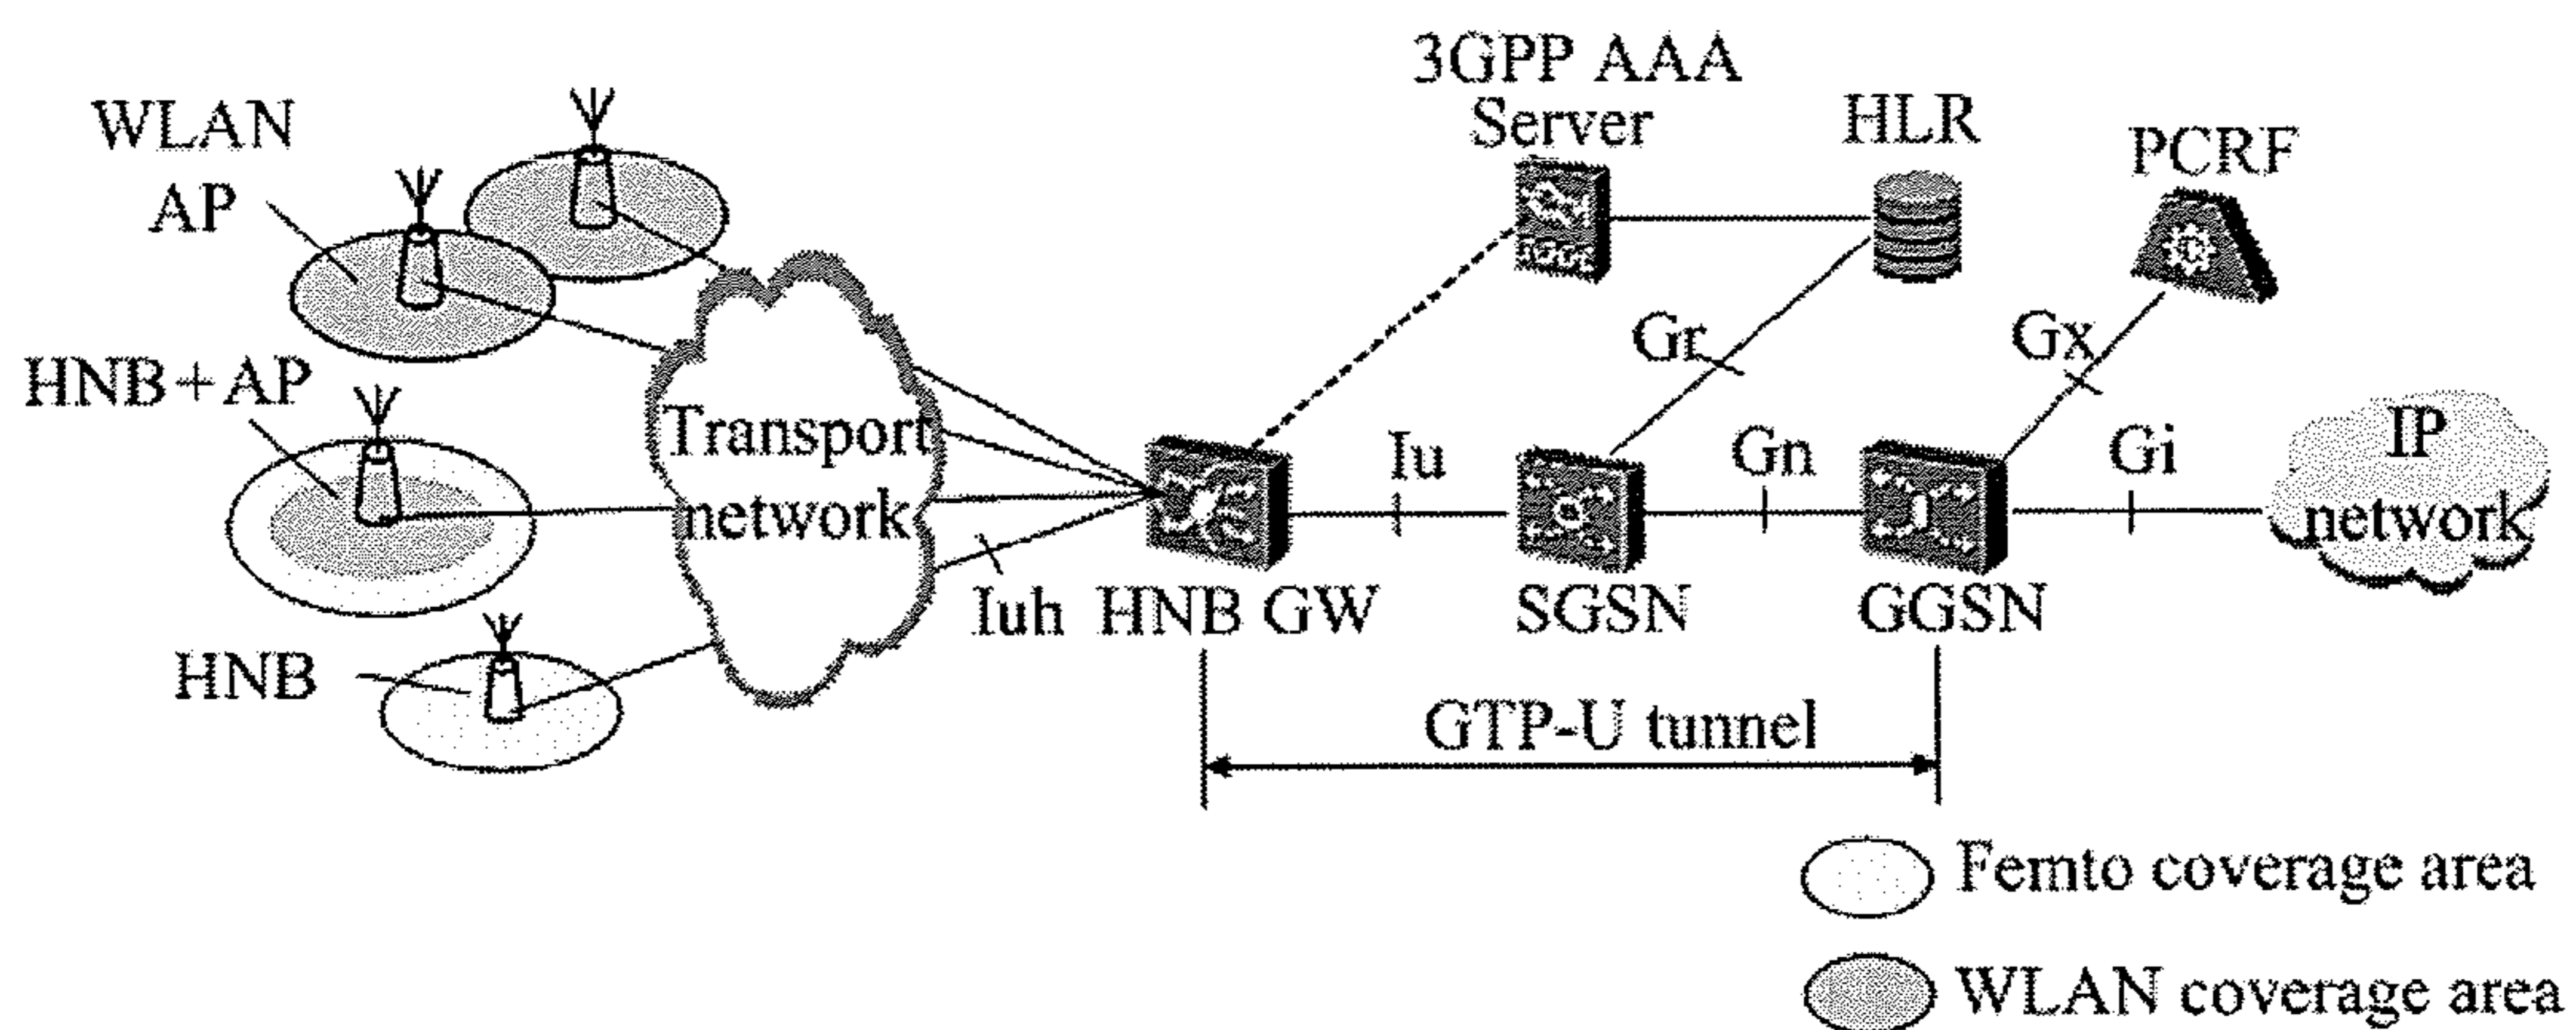 3GPP AAA
Server
HLR
PCRF
WLAN
AP
HNB+AP
HNB
Transport
network
Iuh
HNB GW
Iu
SGSN
Gr
Gn
GGSN
Gx
Gi
IP
network
GTP-U tunnel
Femto coverage area
WLAN coverage area